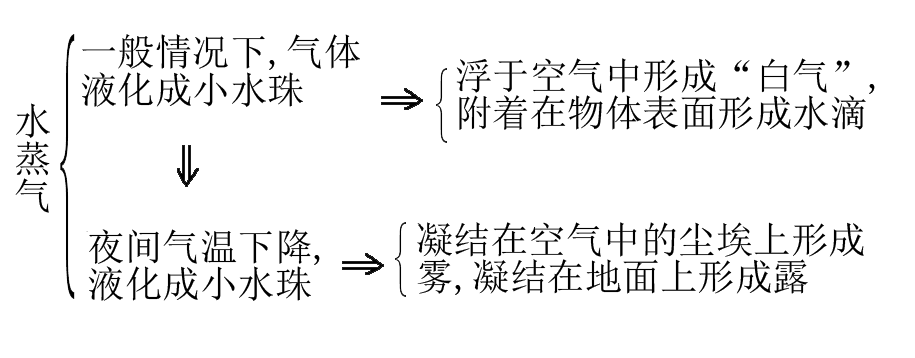 水蒸气
一般情况下,气体
液化成小水珠
浮于空气中形成“白气”,
附着在物体表面形成水滴
夜间气温下降,
液化成小水珠
凝结在空气中的尘埃上形成
雾,凝结在地面上形成露